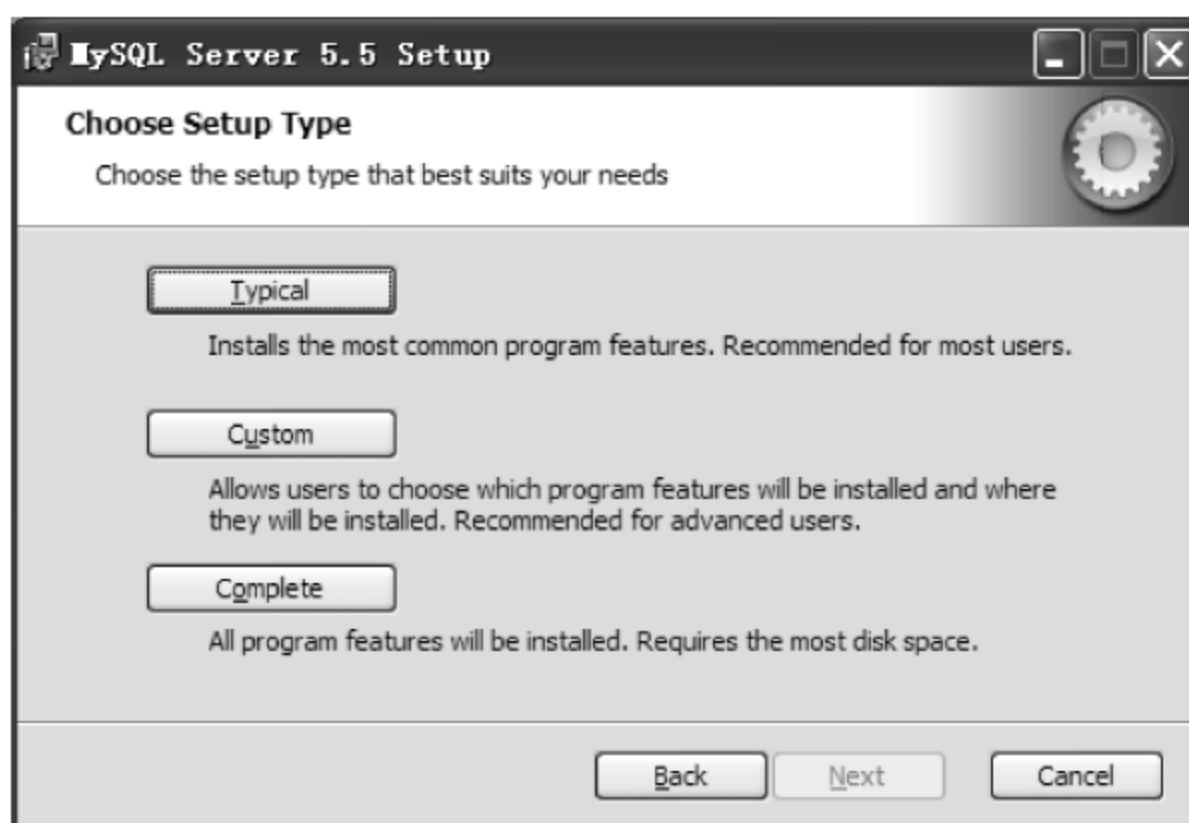 MySQL Server 5.5 Setup
Choose Setup Type
Choose the setup type that best suits your needs
Typical
Installs the most common program features. Recommended for most users.
Custom
Allows users to choose which program features will be installed and where
they will be installed. Recommended for advanced users.
Complete
All program features will be installed. Requires the most disk space.
Back Next Cancel